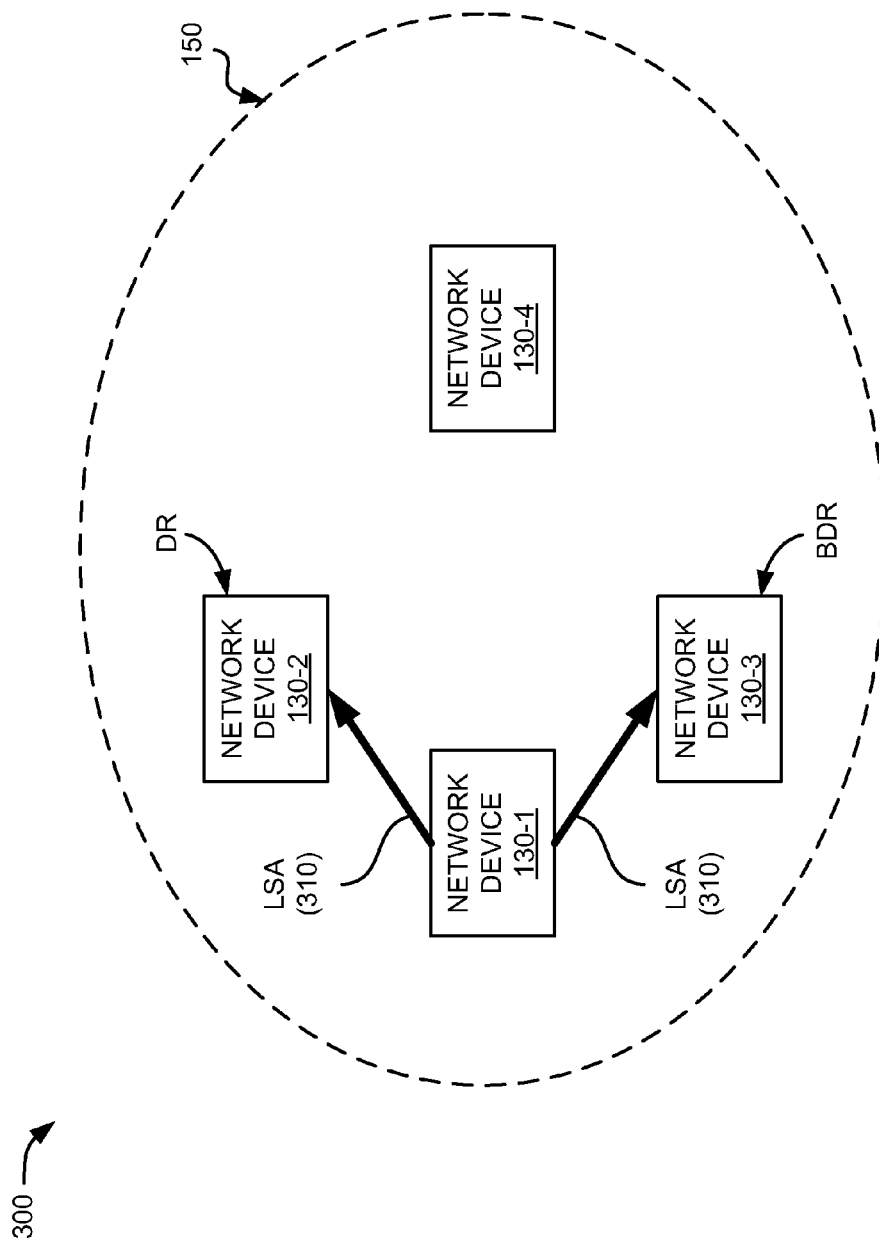 300
150
DR
NETWORK
DEVICE
130-2
LSA
(310)
NETWORK
DEVICE
130-1
NETWORK
DEVICE
130-4
LSA
(310)
NETWORK
DEVICE
130-3
BDR